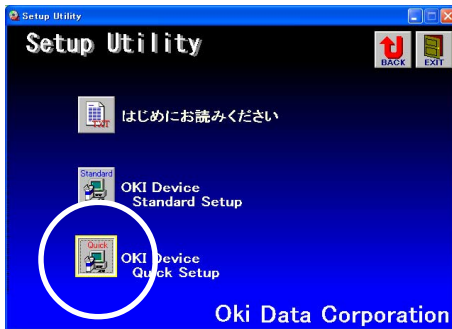 Setup Utility
Setup Utility
BACK
EXIT
TXT
はじめにお読みください
Standard
OKI Device
Standard Setup
Quick
OKI Device
Quick Setup
Oki Data Corporation